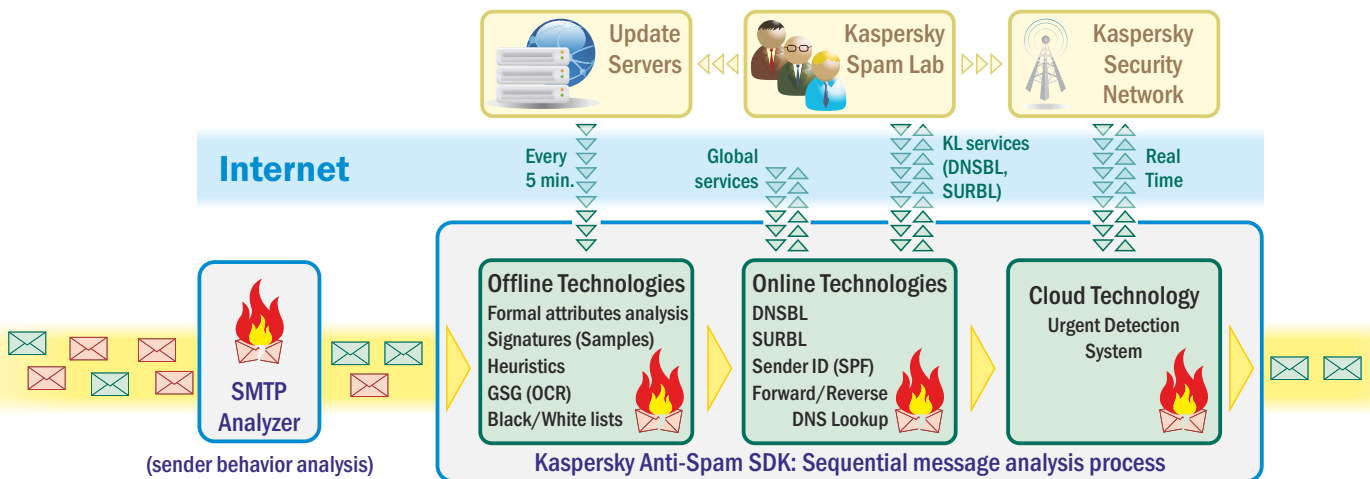 Update
Servers
Kaspersky
Spam Lab
Kaspersky
Security
Network
Internet
Every
5 min.
Global
services
KL services
(DNSBL,
SURBL)
Real
Time
SMTP
Analyzer
(sender behavior analysis)
Offline Technologies
Formal attributes analysis
Signatures (Samples)
Heuristics
GSG (OCR)
Black/White lists
Online Technologies
DNSBL
SURBL
Sender ID (SPF)
Forward/Reverse
DNS Lookup
Cloud Technology
Urgent Detection
System
Kaspersky Anti-Spam SDK: Sequential message analysis process